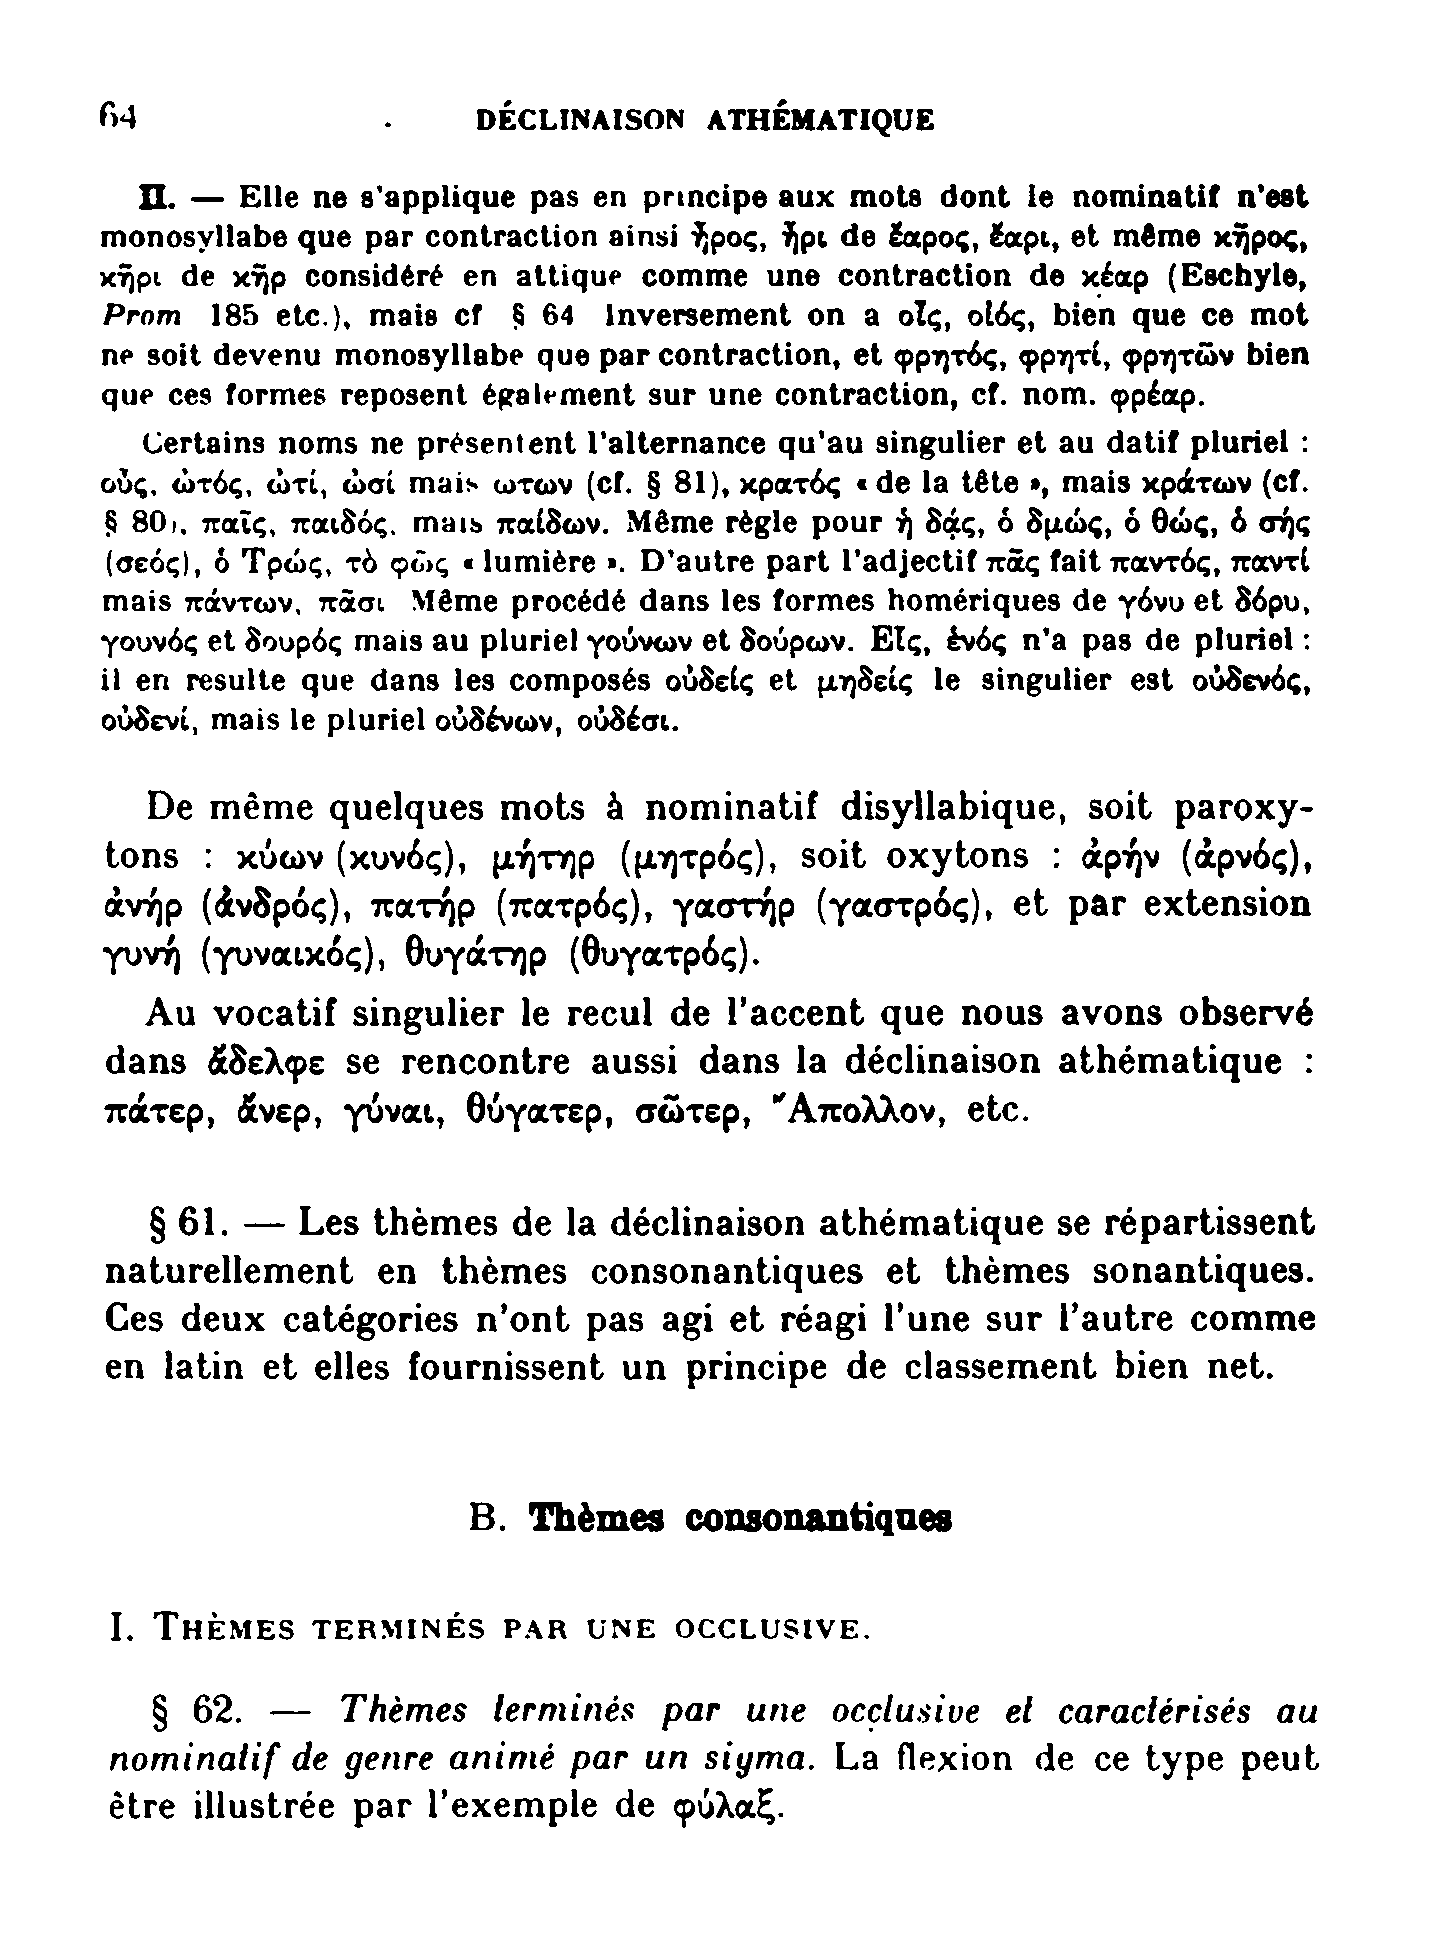 64 DÉCLINAISON ATHÉMATIQUE
II. — Elle ne s'applique pas en principe aux mots dont le nominatif n'est
monosyllabe que par contraction ainsi ἦρος, ἦρι de ἔαρος, ἔαρι, et même κῆρος,
κῆρι de κῆρ considéré en attique comme une contraction de κέαρ (Eschyle,
Prom 185 etc.), mais cf § 64 Inversement on a οἶς, οἰός, bien que ce mot
ne soit devenu monosyllabe que par contraction, et φρητός, φρητί, φρητῶν bien
que ces formes reposent également sur une contraction, cf. nom. φρέαρ.
Certains noms ne présentent l'alternance qu'au singulier et au datif pluriel :
οὖς, ὠτός, ὠτί, ὠσί mais ωτων (cf. § 81), κρατός « de la tête », mais κράτων (cf.
§ 80), παῖς, παιδός, mais παίδων. Même règle pour ἡ δᾴς, ὁ δμώς, ὁ θώς, ὁ σής
(σεός), ὁ Τρώς, τὸ φῶς « lumière ». D'autre part l'adjectif πᾶς fait παντός, παντί
mais πάντων, πᾶσι Même procédé dans les formes homériques de γόνυ et δόρυ,
γουνός et δουρός mais au pluriel γούνων et δούρων. Εἷς, ἑνός n'a pas de pluriel :
il en resulte que dans les composés οὐδείς et μηδείς le singulier est οὐδενός,
οὐδενί, mais le pluriel οὐδένων, οὐδέσι.
De même quelques mots à nominatif disyllabique, soit paroxy-
tons : κύων (κυνός), μήτηρ (μητρός), soit oxytons : ἀρήν (ἀρνός),
ἀνήρ (ἀνδρός), πατήρ (πατρός), γαστήρ (γαστρός), et par extension
γυνή (γυναικός), θυγάτηρ (θυγατρός).
Au vocatif singulier le recul de l'accent que nous avons observé
dans ἄδελφε se rencontre aussi dans la déclinaison athématique :
πάτερ, ἄνερ, γύναι, θύγατερ, σῶτερ, Ἄπολλον, etc.
§ 61. — Les thèmes de la déclinaison athématique se répartissent
naturellement en thèmes consonantiques et thèmes sonantiques.
Ces deux catégories n'ont pas agi et réagi l'une sur l'autre comme
en latin et elles fournissent un principe de classement bien net.
B. Thèmes consonantiques
I. THÈMES TERMINÉS PAR UNE OCCLUSIVE.
§ 62. — Thèmes terminés par une occlusive et caractérisés au
nominatif de genre animé par un sigma. La flexion de ce type peut
être illustrée par l'exemple de φύλαξ.